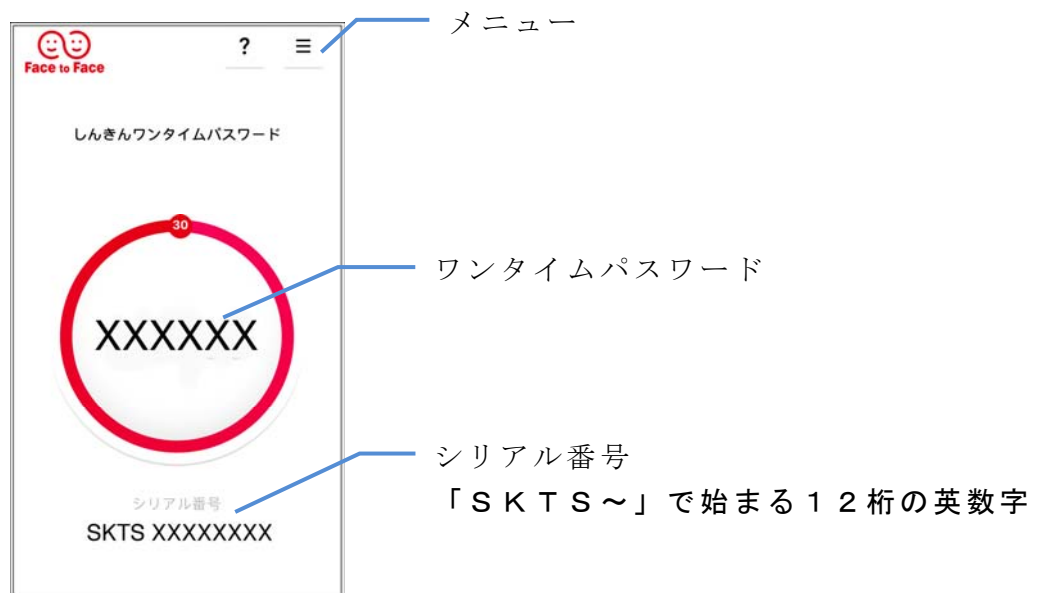 メニュー
? ≡
Face to Face
しんきんワンタイムパスワード
30
ワンタイムパスワード
XXXXXX
シリアル番号
「ＳＫＴＳ～」で始まる１２桁の英数字
シリアル番号
SKTS XXXXXXXX